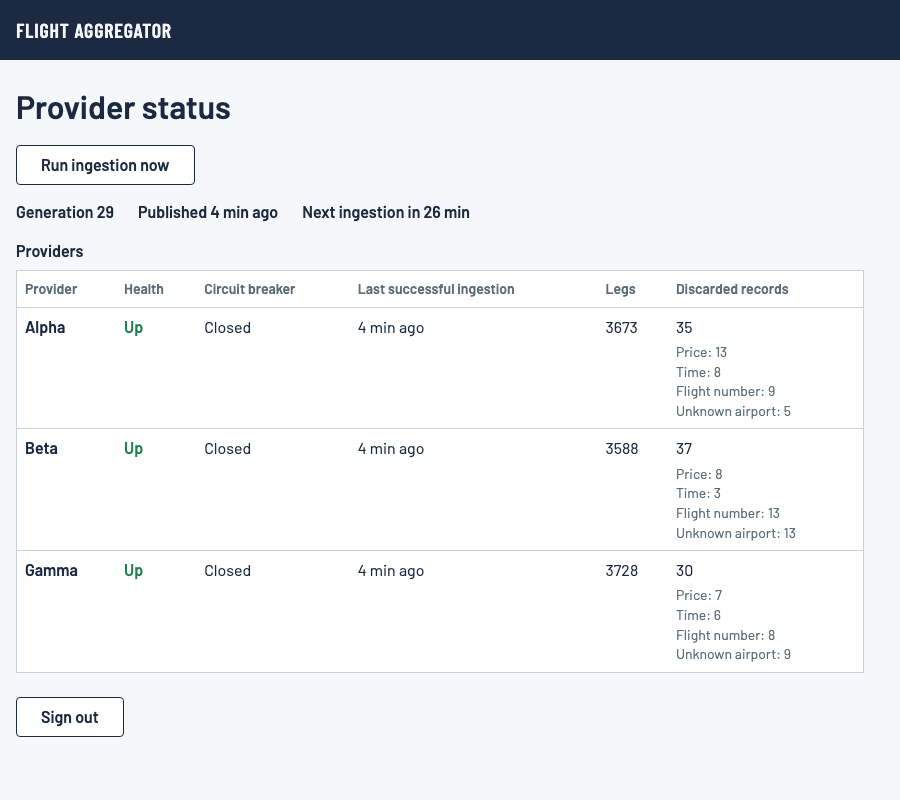 FLIGHT AGGREGATOR
Provider status
Run ingestion now
Generation 29 Published 4 min ago Next ingestion in 26 min
Providers
Provider Health Circuit breaker Last successful ingestion Legs Discarded records
Alpha Up Closed 4 min ago 3673 35
Price: 13
Time: 8
Flight number: 9
Unknown airport: 5
Beta Up Closed 4 min ago 3588 37
Price: 8
Time: 3
Flight number: 13
Unknown airport: 13
Gamma Up Closed 4 min ago 3728 30
Price: 7
Time: 6
Flight number: 8
Unknown airport: 9
Sign out